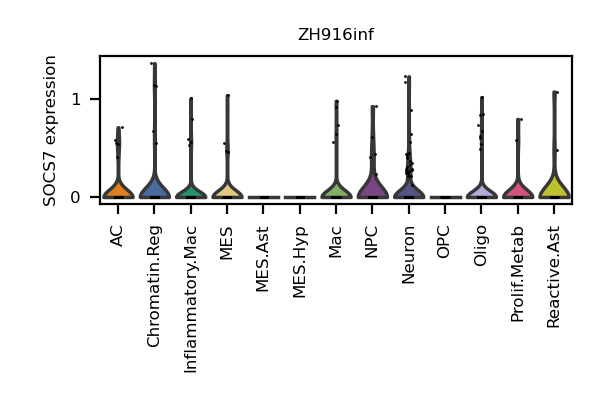 ZH916inf
SOCS7 expression
1
0
AC
Chromatin.Reg
Inflammatory.Mac
MES
MES.Ast
MES.Hyp
Mac
NPC
Neuron
OPC
Oligo
Prolif.Metab
Reactive.Ast